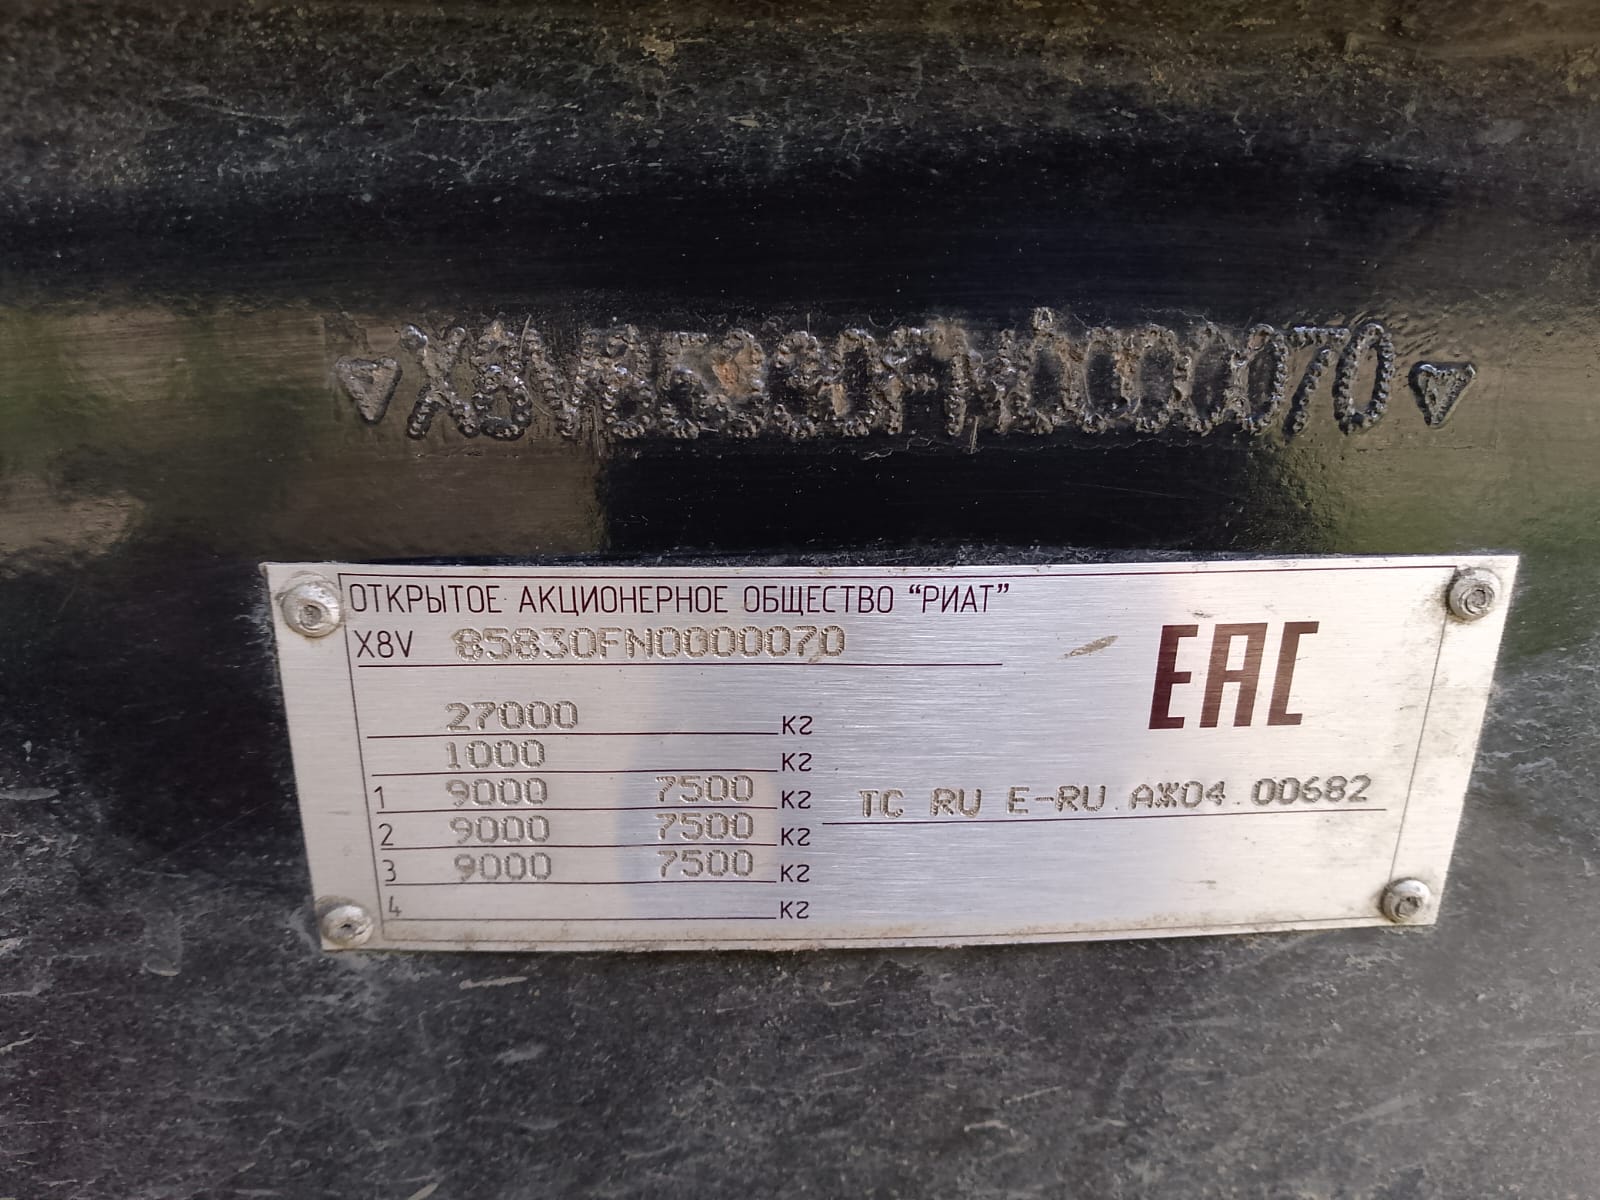 X8V85830FN0000070
ОТКРЫТОЕ АКЦИОНЕРНОЕ ОБЩЕСТВО “РИАТ”
X8V 85830FN0000070
EAC
27000 кг
1000 кг
1 9000 7500 кг
TC RU E-RU.АЖ04.00682
2 9000 7500 кг
3 9000 7500 кг
4 кг